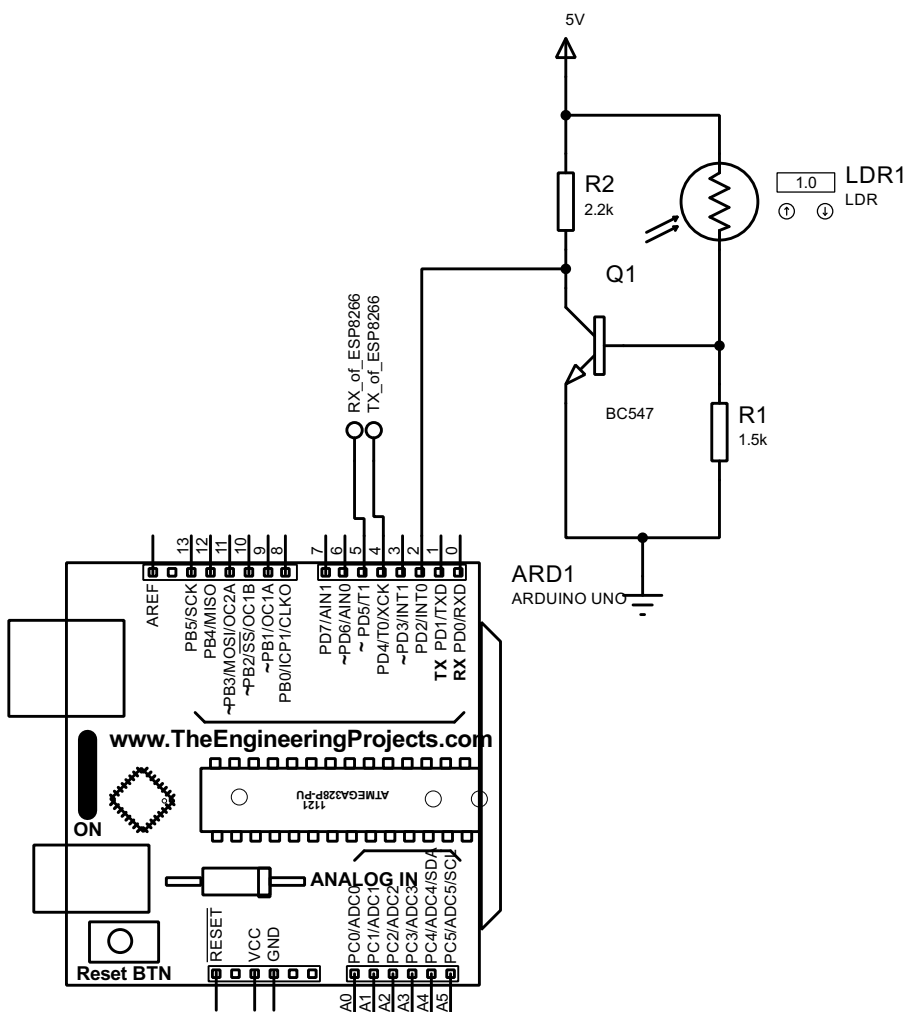 5V
R2
2.2k
1.0
LDR1
LDR
Q1
BC547
R1
1.5k
RX_of_ESP8266
TX_of_ESP8266
ARD1
ARDUINO UNO
13
12
11
10
9
8
7
6
5
4
3
2
1
0
AREF
PB5/SCK
PB4/MISO
~PB3/MOSI/OC2A
~PB2/SS/OC1B
~PB1/OC1A
PB0/ICP1/CLKO
PD7/AIN1
~PD6/AIN0
~PD5/T1
PD4/T0/XCK
~PD3/INT1
PD2/INT0
TX PD1/TXD
RX PD0/RXD
www.TheEngineeringProjects.com
1121
ATMEGA328P-PU
ON
ANALOG IN
Reset BTN
RESET
VCC
GND
PC0/ADC0
PC1/ADC1
PC2/ADC2
PC3/ADC3
PC4/ADC4/SDA
PC5/ADC5/SCL
A0
A1
A2
A3
A4
A5